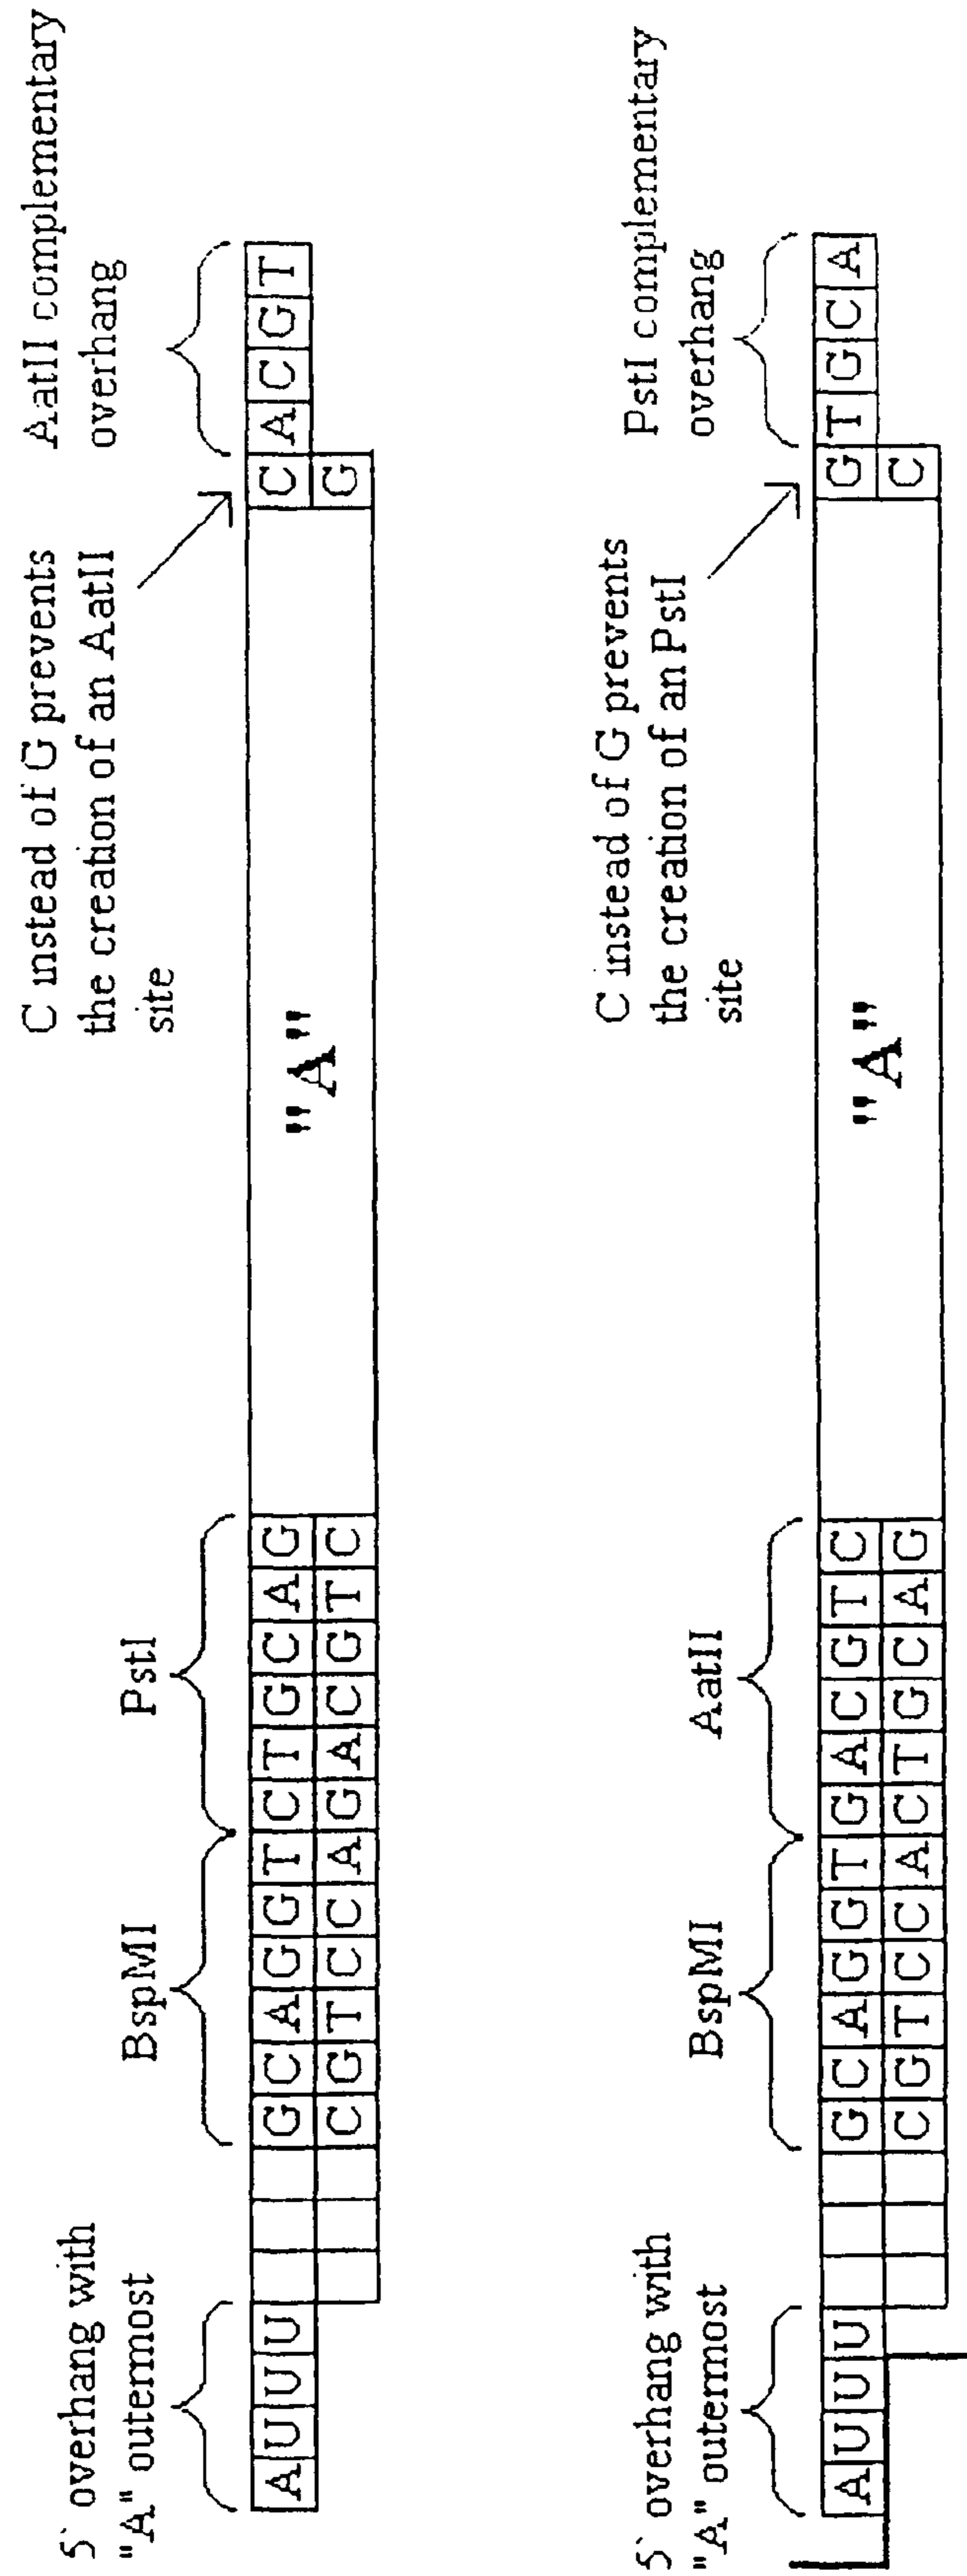 5` overhang with
"A" outermost
BspMI
PstI
C instead of G prevents
the creation of an AatII
site
AatII complementary
overhang
A U U U G C A G G T C T G C A G "A" C A C G T
C G T C C A G A C G T C G
5` overhang with
"A" outermost
BspMI
AatII
C instead of G prevents
the creation of an PstI
site
PstI complementary
overhang
A U U U G C A G G T G A C G T C "A" G T G C A
C G T C C A C T G C A G C